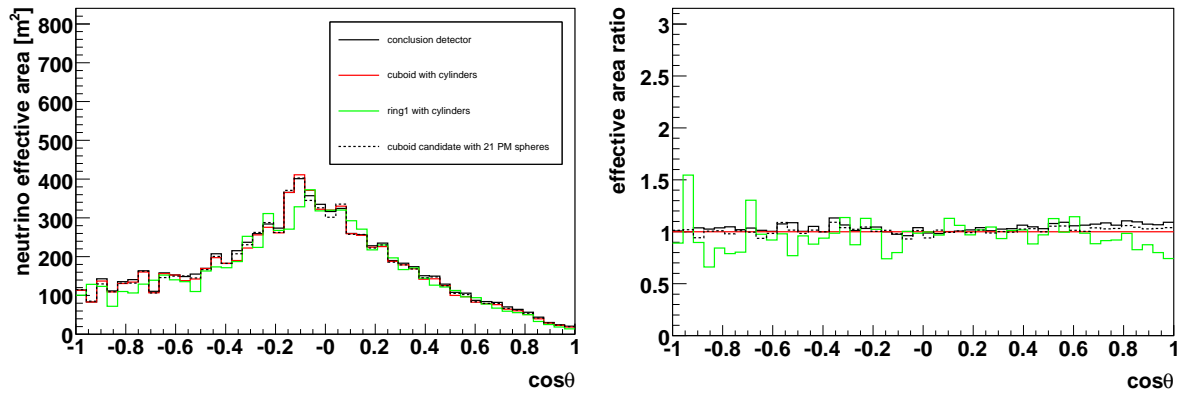 neutrino effective area [m²]
800
700
600
500
400
300
200
100
0
conclusion detector
cuboid with cylinders
ring1 with cylinders
cuboid candidate with 21 PM spheres
-1 -0.8 -0.6 -0.4 -0.2 -0 0.2 0.4 0.6 0.8 1
cosθ
effective area ratio
3
2.5
2
1.5
1
0.5
0
-1 -0.8 -0.6 -0.4 -0.2 -0 0.2 0.4 0.6 0.8 1
cosθ